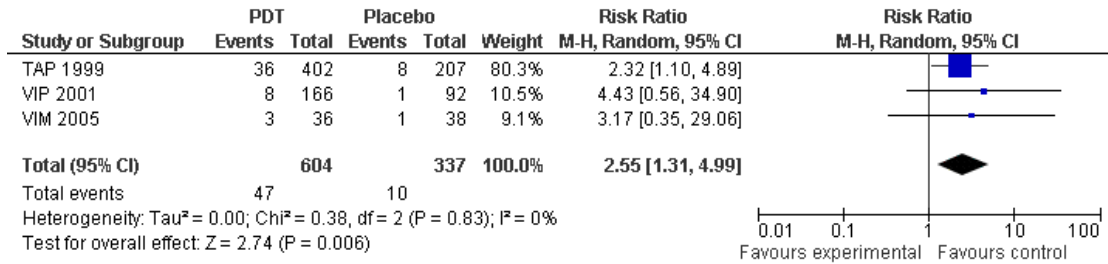 PDT Placebo Risk Ratio Risk Ratio
Study or Subgroup Events Total Events Total Weight M-H, Random, 95% CI M-H, Random, 95% CI
TAP 1999 36 402 8 207 80.3% 2.32 [1.10, 4.89]
VIP 2001 8 166 1 92 10.5% 4.43 [0.56, 34.90]
VIM 2005 3 36 1 38 9.1% 3.17 [0.35, 29.06]
Total (95% CI) 604 337 100.0% 2.55 [1.31, 4.99]
Total events 47 10
Heterogeneity: Tau² = 0.00; Chi² = 0.38, df = 2 (P = 0.83); I² = 0%
Test for overall effect: Z = 2.74 (P = 0.006)
0.01 0.1 1 10 100
Favours experimental Favours control